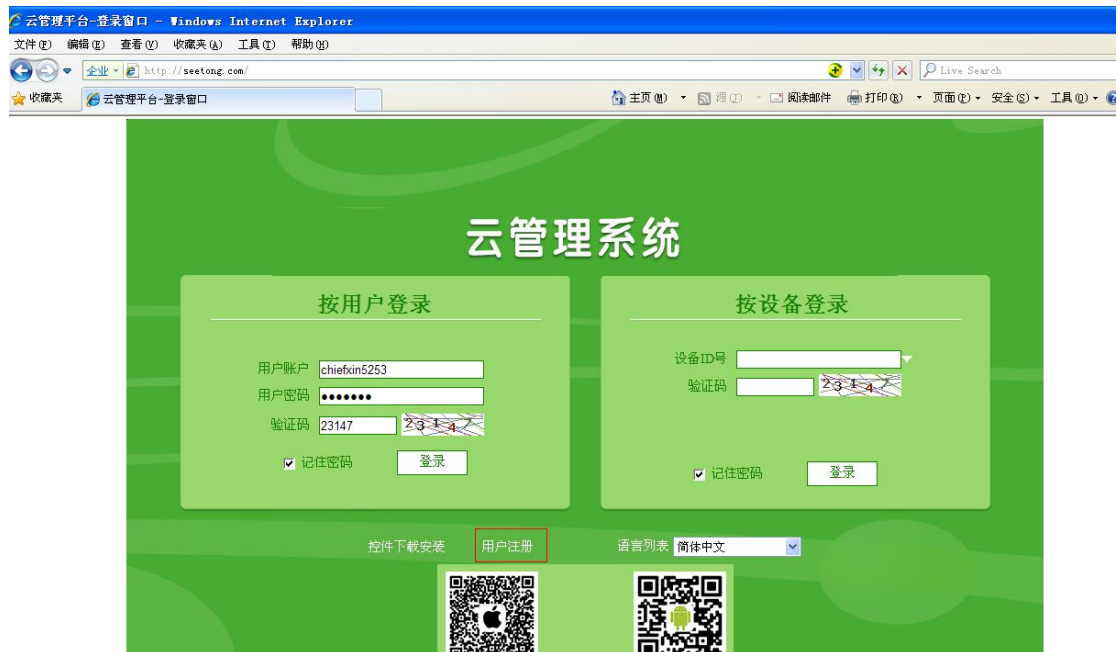 云管理平台-登录窗口 - Windows Internet Explorer
文件(F) 编辑(E) 查看(V) 收藏夹(A) 工具(T) 帮助(H)
企业 http://seetong.com/ Live Search
收藏夹 云管理平台-登录窗口 主页(M) 源(J) 阅读邮件 打印(R) 页面(P) 安全(S) 工具(O)
云管理系统
按用户登录
用户账户 chiefxin5253
用户密码 •••••••
验证码 23147 23147
记住密码 登录
按设备登录
设备ID号
验证码 23147
记住密码 登录
控件下载安装 用户注册 语言列表 简体中文